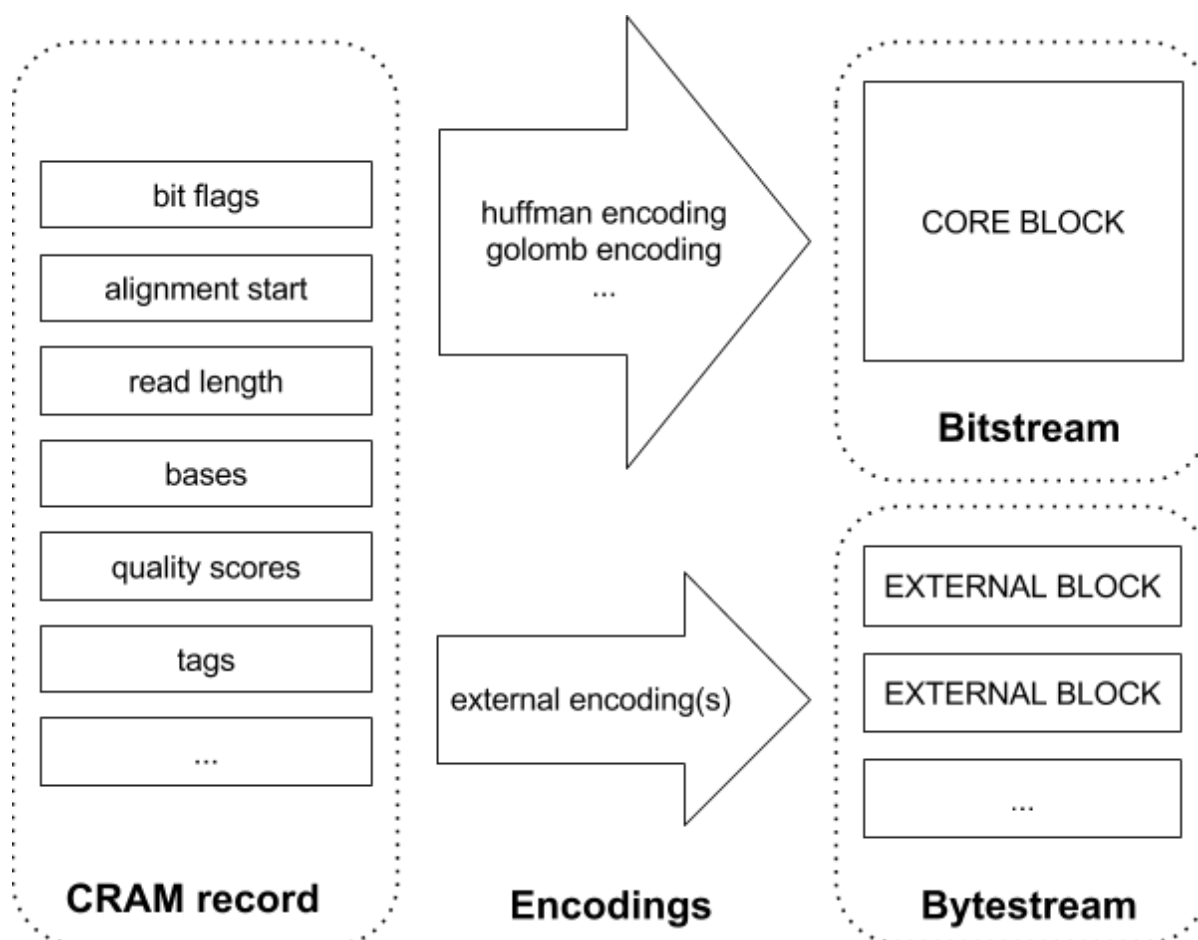 bit flags
alignment start
read length
bases
quality scores
tags
...
CRAM record
huffman encoding
golomb encoding
...
external encoding(s)
Encodings
CORE BLOCK
Bitstream
EXTERNAL BLOCK
EXTERNAL BLOCK
...
Bytestream